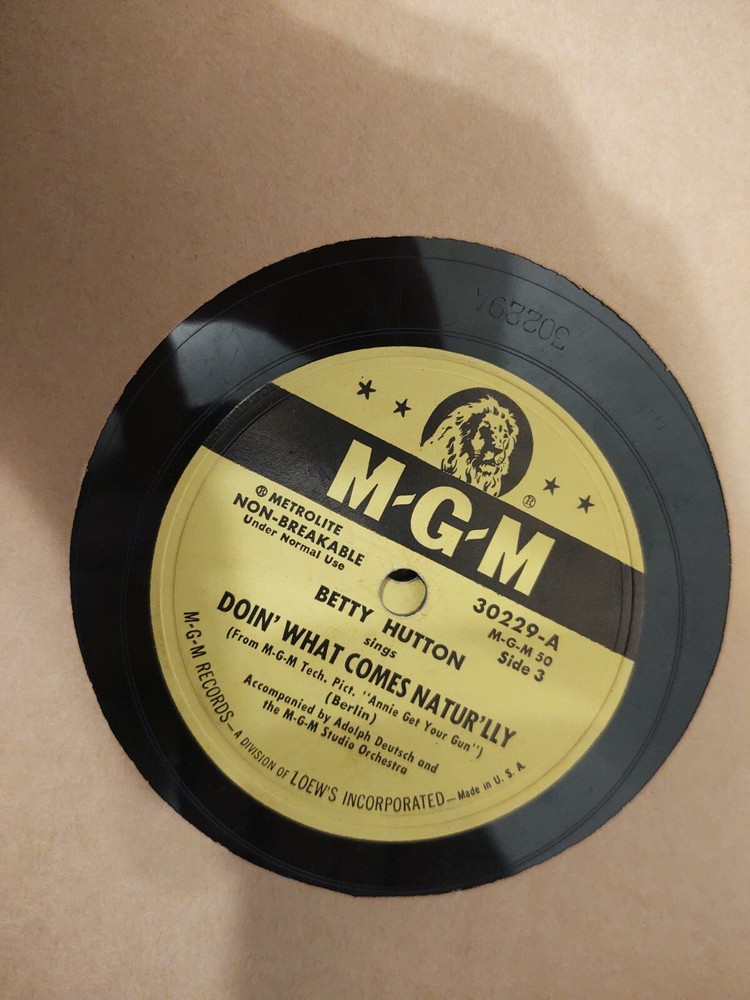 30229A
M-G-M
®
® METROLITE
NON-BREAKABLE
Under Normal Use
30229-A
M-G-M 50
Side 3
BETTY HUTTON
sings
DOIN' WHAT COMES NATUR'LLY
(From M-G-M Tech. Pict. "Annie Get Your Gun")
(Berlin)
Accompanied by Adolph Deutsch and
the M-G-M Studio Orchestra
M-G-M RECORDS—A DIVISION OF LOEW'S INCORPORATED—Made in U. S. A.